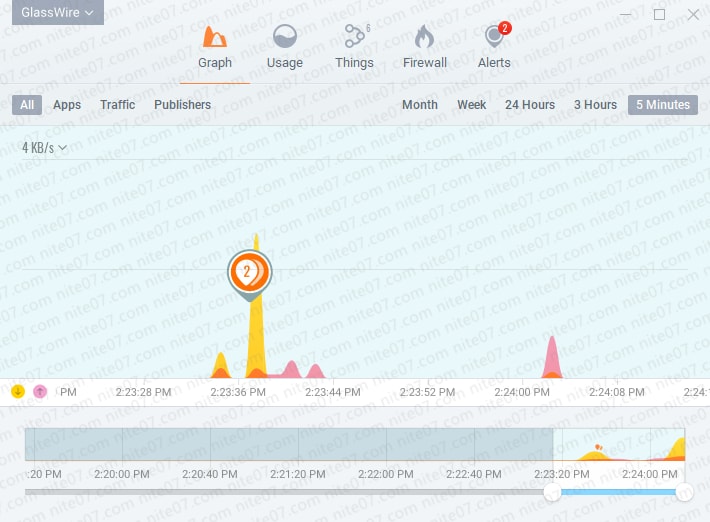 GlassWire
6
2
Graph
Usage
Things
Firewall
Alerts
All
Apps
Traffic
Publishers
Month
Week
24 Hours
3 Hours
5 Minutes
4 KB/s
2
PM
2:23:28 PM
2:23:36 PM
2:23:44 PM
2:23:52 PM
2:24:00 PM
2:24:08 PM
2:24:1
:20 PM
2:20:00 PM
2:20:40 PM
2:21:20 PM
2:22:00 PM
2:22:40 PM
2:23:20 PM
2:24:00 PM
nite07.com